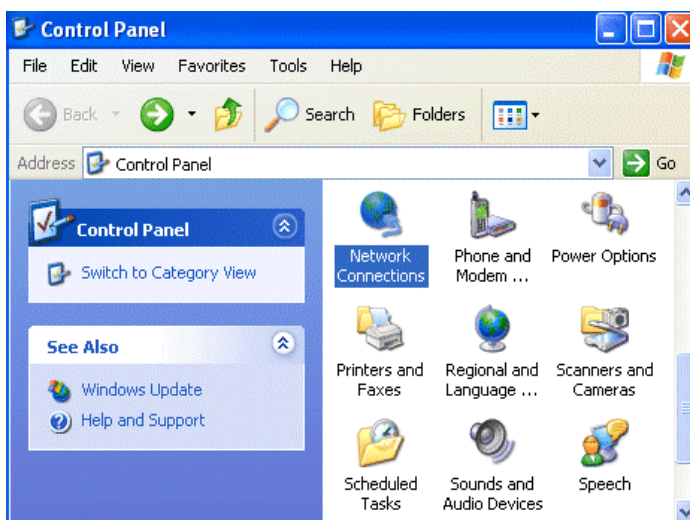 Control Panel
File Edit View Favorites Tools Help
Back Search Folders
Address Control Panel Go
Control Panel
Switch to Category View
See Also
Windows Update
Help and Support
Network Connections
Phone and Modem ...
Power Options
Printers and Faxes
Regional and Language ...
Scanners and Cameras
Scheduled Tasks
Sounds and Audio Devices
Speech